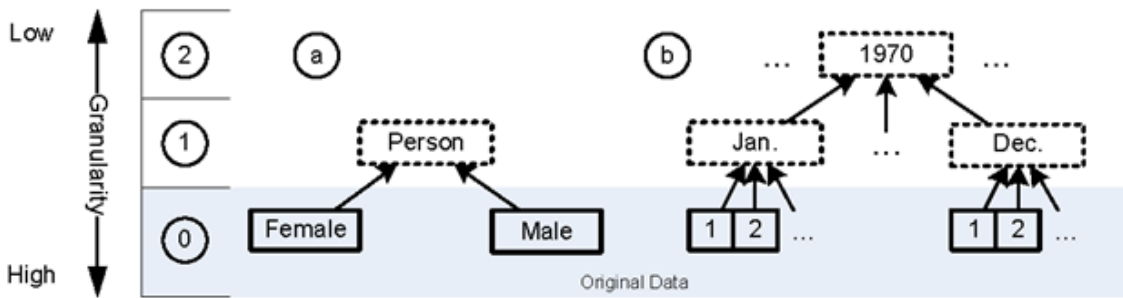 Low
Granularity
High
2
1
0
a
b
... 1970 ...
Person
Jan. ... Dec.
Female Male
1 2 ... 1 2 ...
Original Data